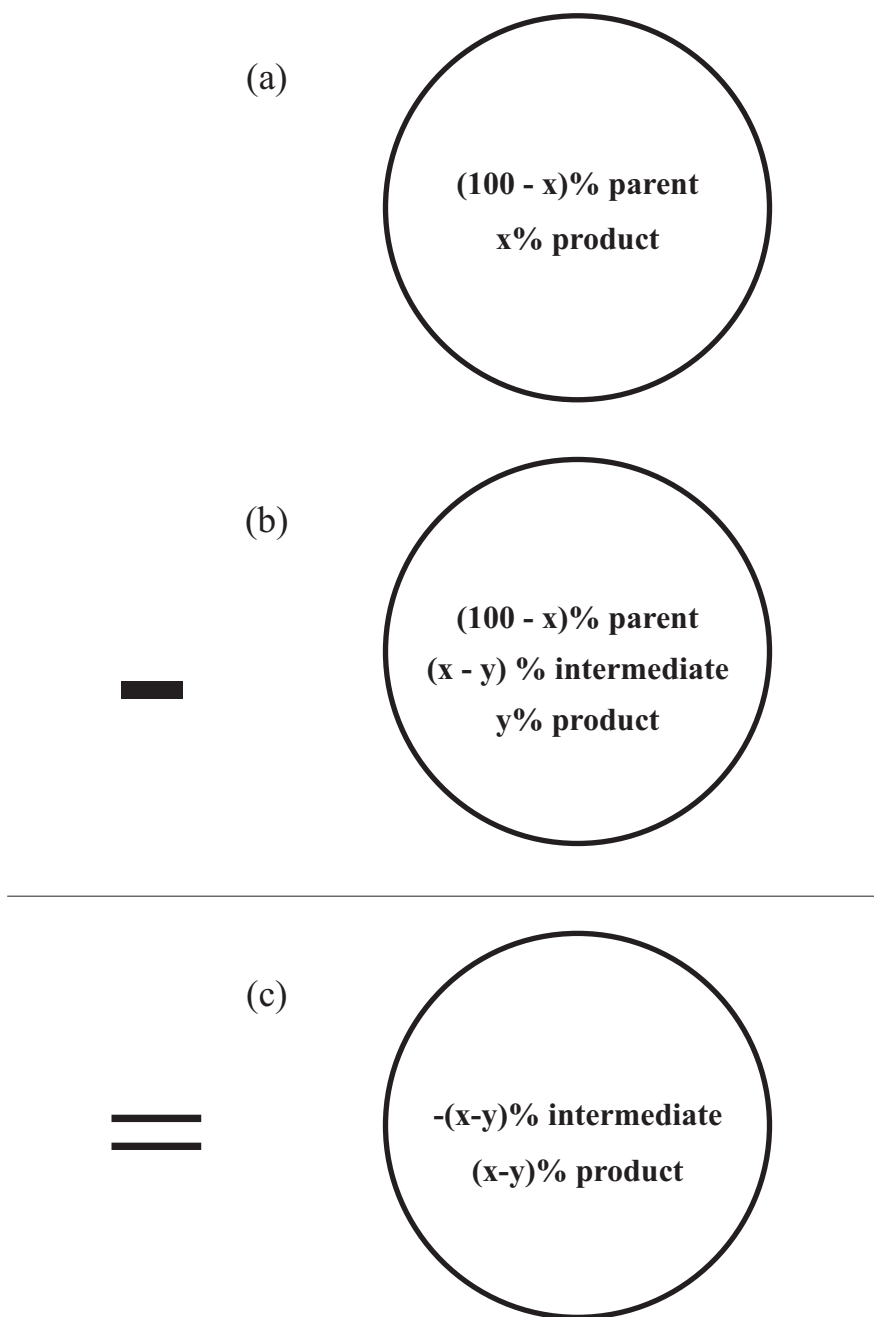 (a)
(100 - x)% parent
x% product
(b)
(100 - x)% parent
(x - y) % intermediate
y% product
(c)
-(x-y)% intermediate
(x-y)% product